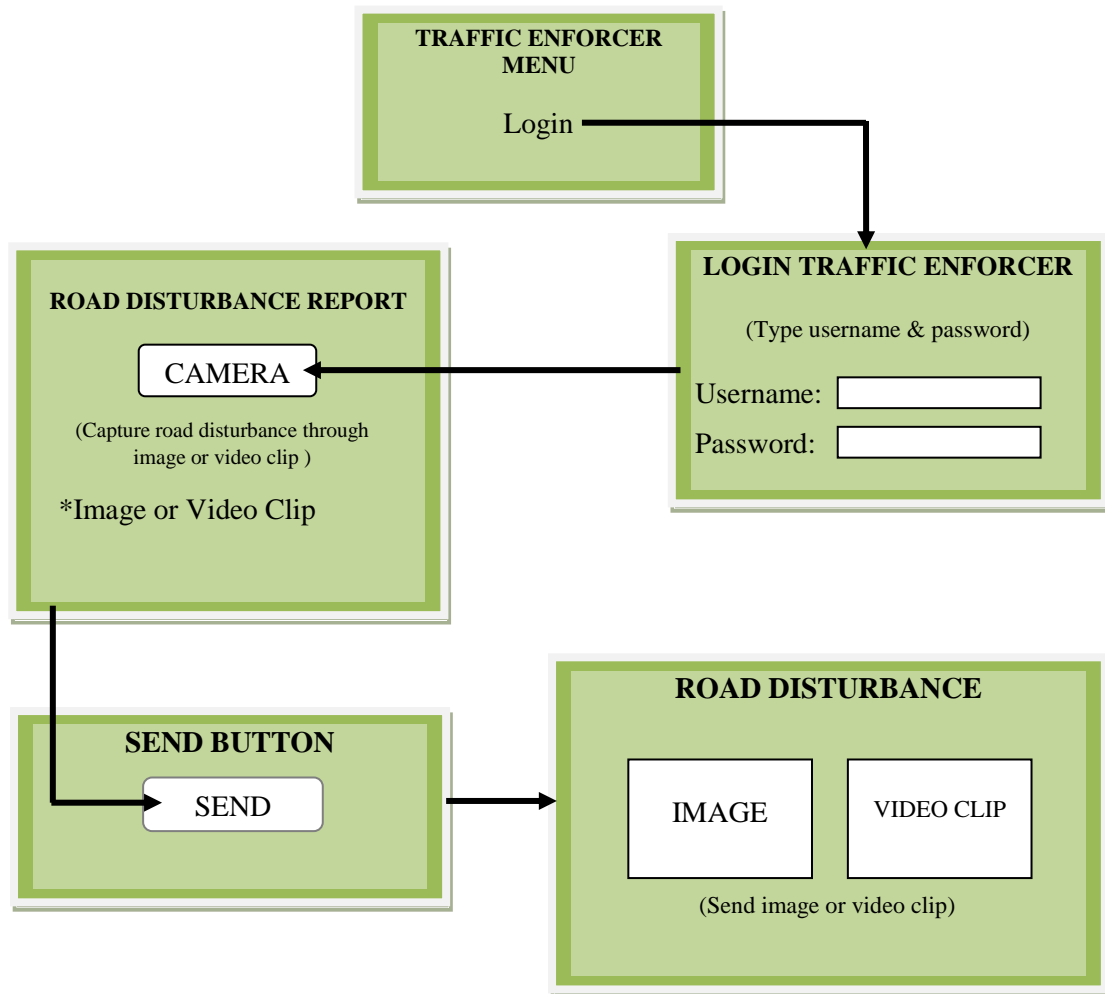 TRAFFIC ENFORCER
MENU
Login
LOGIN TRAFFIC ENFORCER
(Type username & password)
Username:
Password:
ROAD DISTURBANCE REPORT
CAMERA
(Capture road disturbance through
image or video clip )
*Image or Video Clip
SEND BUTTON
SEND
ROAD DISTURBANCE
IMAGE
VIDEO CLIP
(Send image or video clip)